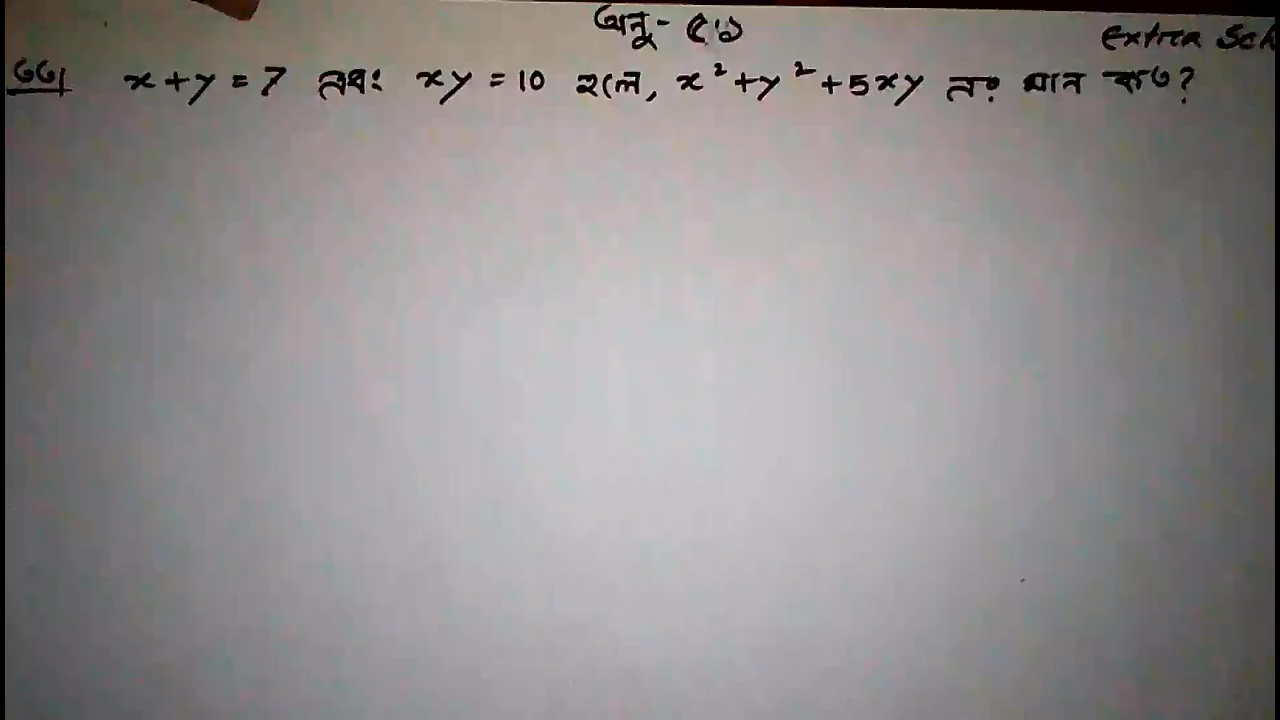 অনু - ৫.১
Extra Sch
৩৩। x + y = 7 এবং xy = 10 হলে, x² + y² + 5xy এর মান কত?